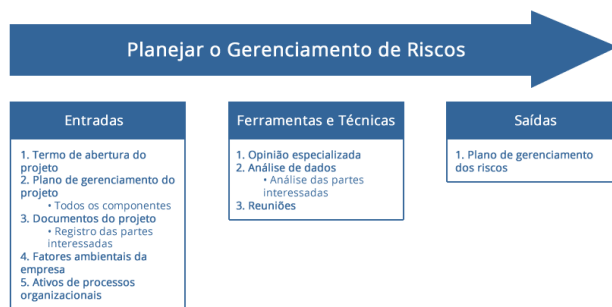 Planejar o Gerenciamento de Riscos
Entradas
1. Termo de abertura do
projeto
2. Plano de gerenciamento do
projeto
• Todos os componentes
3. Documentos do projeto
• Registro das partes
interessadas
4. Fatores ambientais da
empresa
5. Ativos de processos
organizacionais
Ferramentas e Técnicas
1. Opinião especializada
2. Análise de dados
• Análise das partes
interessadas
3. Reuniões
Saídas
1. Plano de gerenciamento
dos riscos